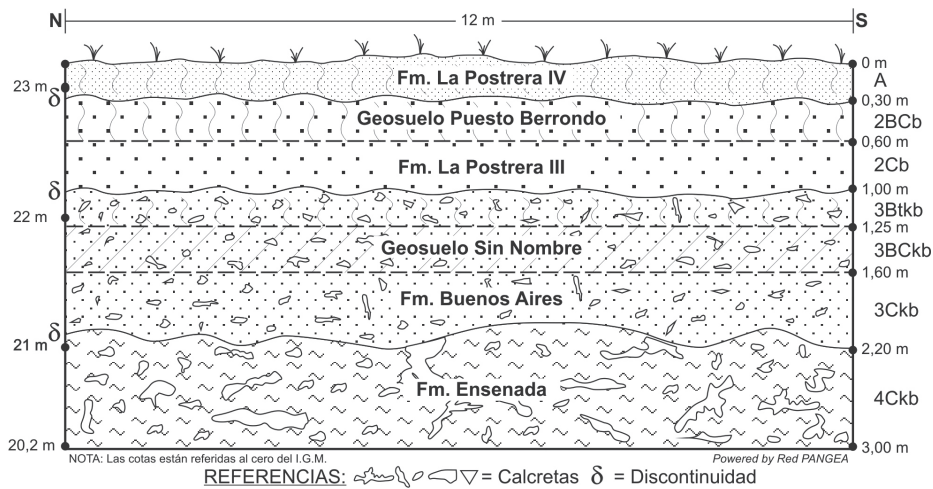 N
12 m
S
0 m
Fm. La Postrera IV
A
23 m
δ
0,30 m
Geosuelo Puesto Berrondo
2BCb
0,60 m
Fm. La Postrera III
2Cb
δ
1,00 m
22 m
3Btkb
1,25 m
Geosuelo Sin Nombre
3BCkb
1,60 m
Fm. Buenos Aires
3Ckb
δ
21 m
2,20 m
Fm. Ensenada
4Ckb
20,2 m
3,00 m
NOTA: Las cotas están referidas al cero del I.G.M.
Powered by Red PANGEA
REFERENCIAS: = Calcretas δ = Discontinuidad